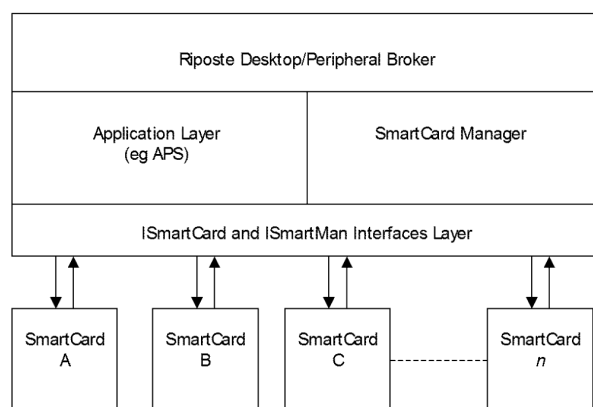 Riposte Desktop/Peripheral Broker
Application Layer
(eg APS)
SmartCard Manager
ISmartCard and ISmartMan Interfaces Layer
SmartCard
A
SmartCard
B
SmartCard
C
SmartCard
n